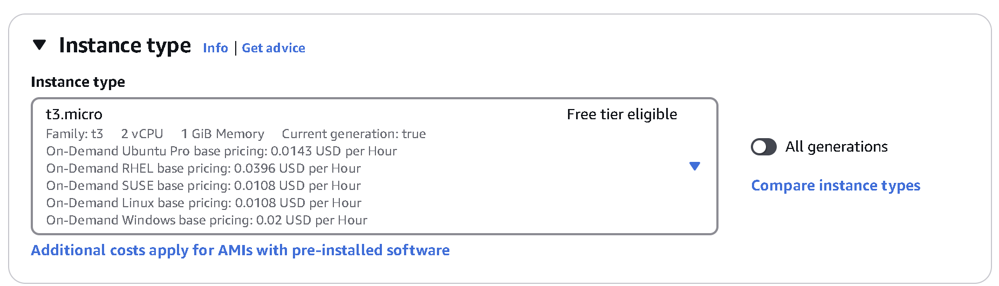 Instance type Info | Get advice
Instance type
t3.micro Free tier eligible
Family: t3 2 vCPU 1 GiB Memory Current generation: true
On-Demand Ubuntu Pro base pricing: 0.0143 USD per Hour
On-Demand RHEL base pricing: 0.0396 USD per Hour
On-Demand SUSE base pricing: 0.0108 USD per Hour
On-Demand Linux base pricing: 0.0108 USD per Hour
On-Demand Windows base pricing: 0.02 USD per Hour
All generations
Compare instance types
Additional costs apply for AMIs with pre-installed software